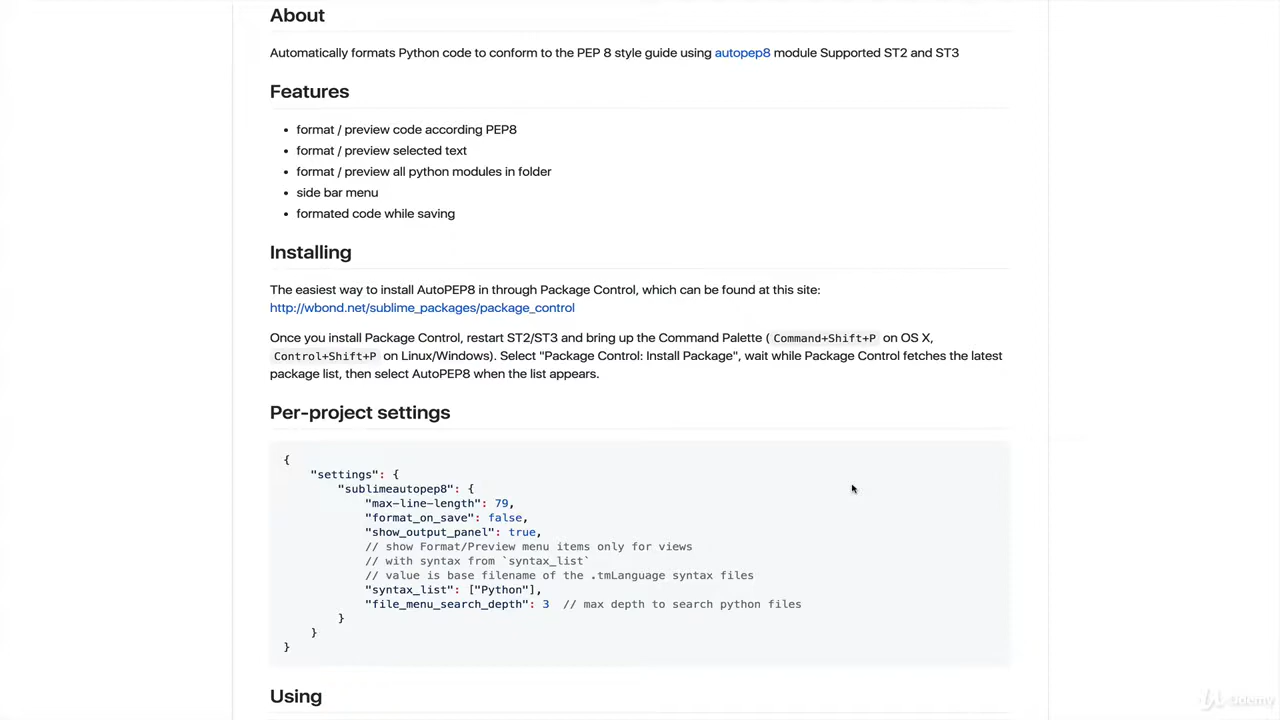 About
Automatically formats Python code to conform to the PEP 8 style guide using autopep8 module Supported ST2 and ST3
Features
• format / preview code according PEP8
• format / preview selected text
• format / preview all python modules in folder
• side bar menu
• formated code while saving
Installing
The easiest way to install AutoPEP8 in through Package Control, which can be found at this site:
http://wbond.net/sublime_packages/package_control
Once you install Package Control, restart ST2/ST3 and bring up the Command Palette ( Command+Shift+P on OS X,
Control+Shift+P on Linux/Windows). Select "Package Control: Install Package", wait while Package Control fetches the latest
package list, then select AutoPEP8 when the list appears.
Per-project settings
{
    "settings": {
        "sublimeautopep8": {
            "max-line-length": 79,
            "format_on_save": false,
            "show_output_panel": true,
            // show Format/Preview menu items only for views
            // with syntax from `syntax_list`
            // value is base filename of the .tmLanguage syntax files
            "syntax_list": ["Python"],
            "file_menu_search_depth": 3  // max depth to search python files
        }
    }
}
Using
Udemy